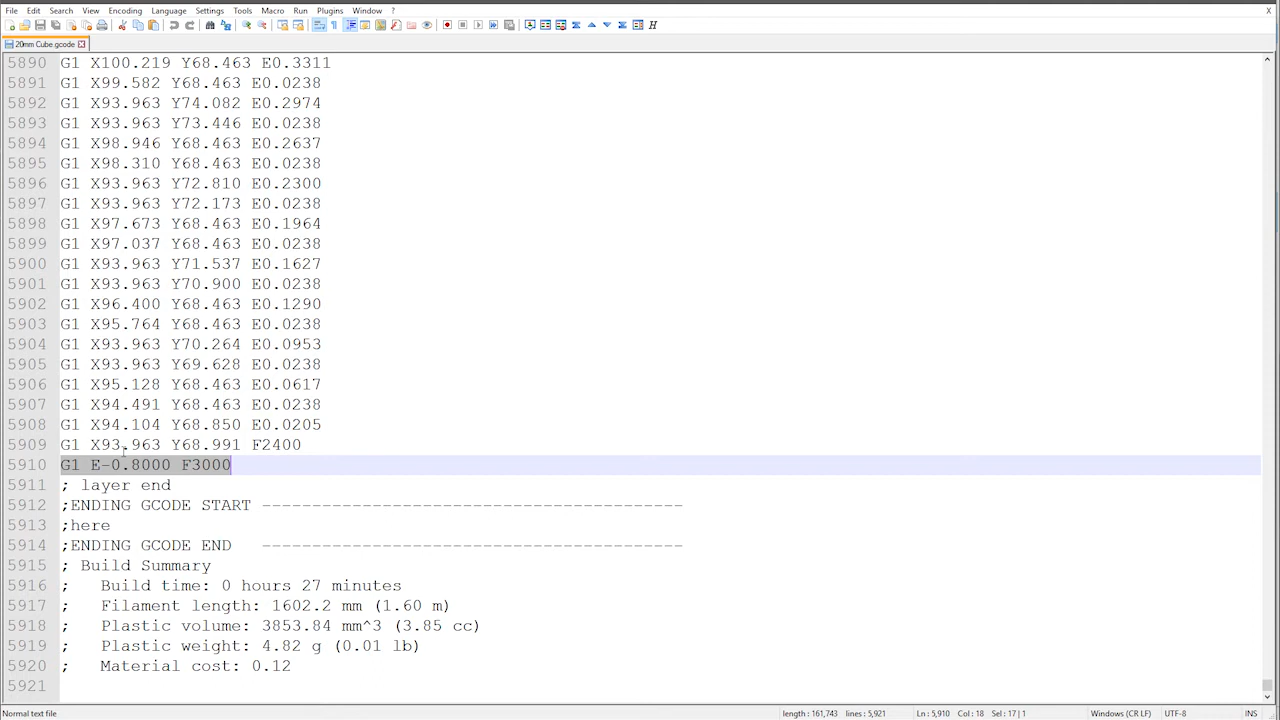 File Edit Search View Encoding Language Settings Tools Macro Run Plugins Window ? X
20mm Cube.gcode
5890 G1 X100.219 Y68.463 E0.3311
5891 G1 X99.582 Y68.463 E0.0238
5892 G1 X93.963 Y74.082 E0.2974
5893 G1 X93.963 Y73.446 E0.0238
5894 G1 X98.946 Y68.463 E0.2637
5895 G1 X98.310 Y68.463 E0.0238
5896 G1 X93.963 Y72.810 E0.2300
5897 G1 X93.963 Y72.173 E0.0238
5898 G1 X97.673 Y68.463 E0.1964
5899 G1 X97.037 Y68.463 E0.0238
5900 G1 X93.963 Y71.537 E0.1627
5901 G1 X93.963 Y70.900 E0.0238
5902 G1 X96.400 Y68.463 E0.1290
5903 G1 X95.764 Y68.463 E0.0238
5904 G1 X93.963 Y70.264 E0.0953
5905 G1 X93.963 Y69.628 E0.0238
5906 G1 X95.128 Y68.463 E0.0617
5907 G1 X94.491 Y68.463 E0.0238
5908 G1 X94.104 Y68.850 E0.0205
5909 G1 X93.963 Y68.991 F2400
5910 G1 E-0.8000 F3000
5911 ; layer end
5912 ;ENDING GCODE START ------------------------------------------
5913 ;here
5914 ;ENDING GCODE END   ------------------------------------------
5915 ; Build Summary
5916 ;   Build time: 0 hours 27 minutes
5917 ;   Filament length: 1602.2 mm (1.60 m)
5918 ;   Plastic volume: 3853.84 mm^3 (3.85 cc)
5919 ;   Plastic weight: 4.82 g (0.01 lb)
5920 ;   Material cost: 0.12
5921
Normal text file length : 161,743 lines : 5,921 Ln : 5,910 Col : 18 Sel : 17 | 1 Windows (CR LF) UTF-8 INS